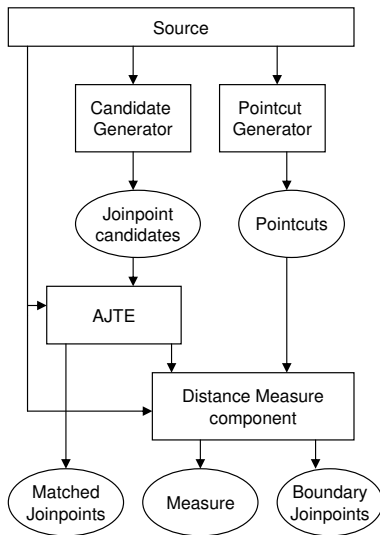 Source
Candidate
Generator
Pointcut
Generator
Joinpoint
candidates
Pointcuts
AJTE
Distance Measure
component
Matched
Joinpoints
Measure
Boundary
Joinpoints